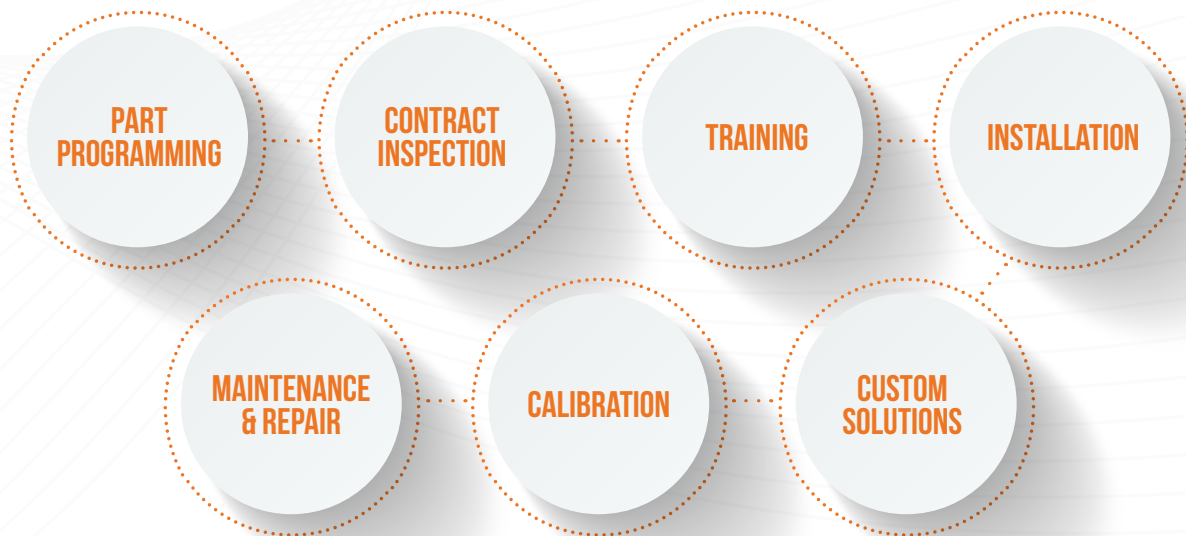 PART
PROGRAMMING
CONTRACT
INSPECTION
TRAINING
INSTALLATION
MAINTENANCE
& REPAIR
CALIBRATION
CUSTOM
SOLUTIONS